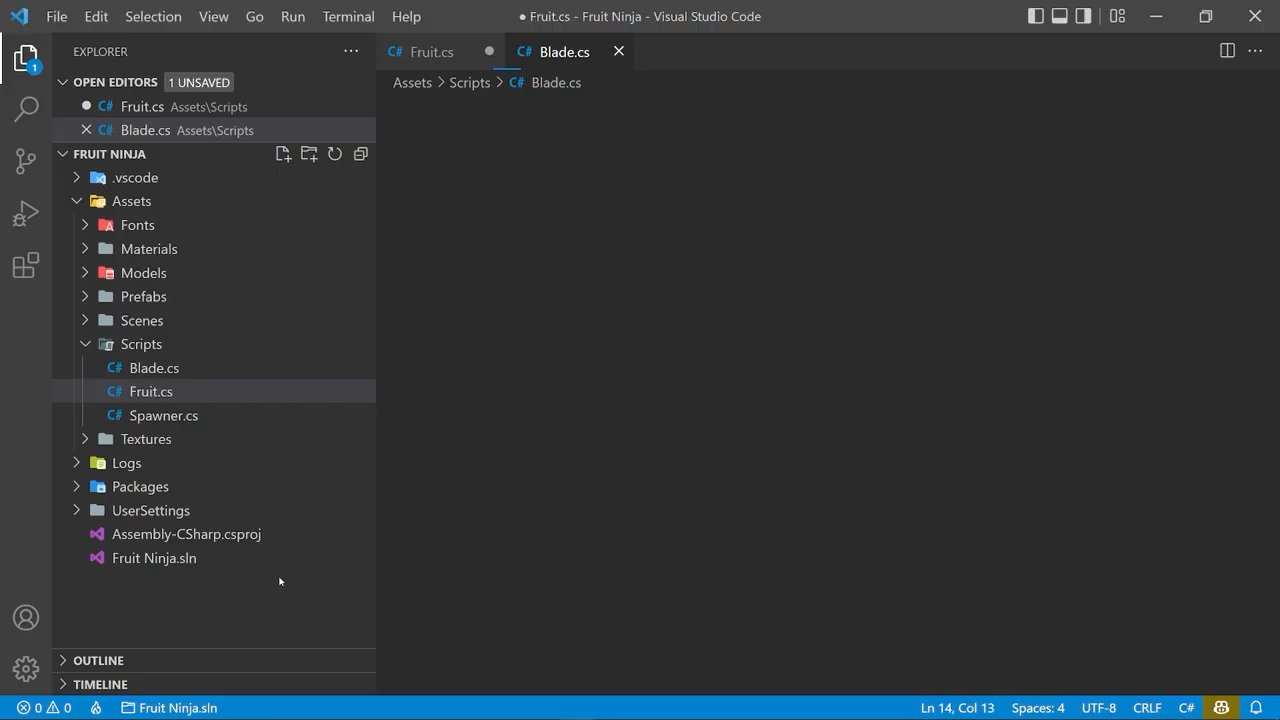 File Edit Selection View Go Run Terminal Help
● Fruit.cs - Fruit Ninja - Visual Studio Code
EXPLORER
C# Fruit.cs
C# Blade.cs
OPEN EDITORS 1 UNSAVED
Assets > Scripts > C# Blade.cs
C# Fruit.cs Assets\Scripts
C# Blade.cs Assets\Scripts
FRUIT NINJA
.vscode
Assets
Fonts
Materials
Models
Prefabs
Scenes
Scripts
C# Blade.cs
C# Fruit.cs
C# Spawner.cs
Textures
Logs
Packages
UserSettings
Assembly-CSharp.csproj
Fruit Ninja.sln
1
OUTLINE
TIMELINE
0 0 Fruit Ninja.sln
Ln 14, Col 13 Spaces: 4 UTF-8 CRLF C#